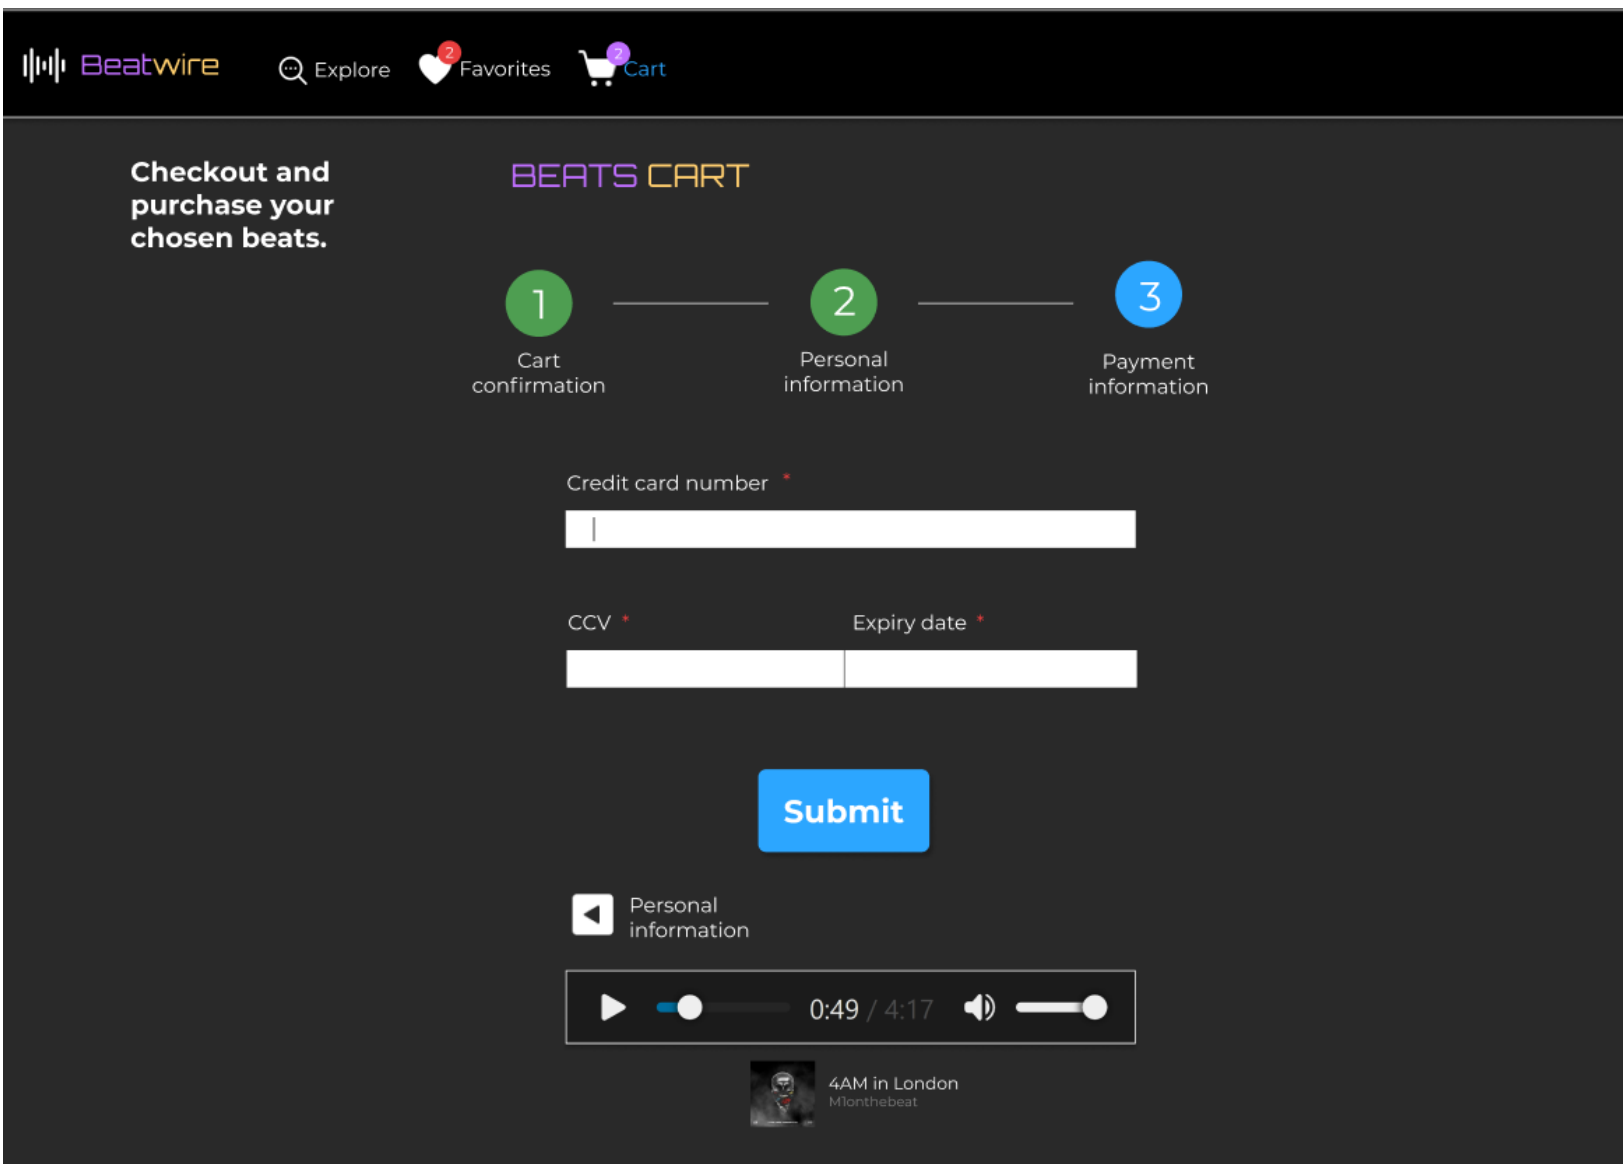 Beatwire
Explore
2
Favorites
2
Cart
Checkout and
purchase your
chosen beats.
BEATS CART
1
2
3
Cart
confirmation
Personal
information
Payment
information
Credit card number *
CCV *
Expiry date *
Submit
Personal
information
0:49 / 4:17
4AM in London
M1onthebeat